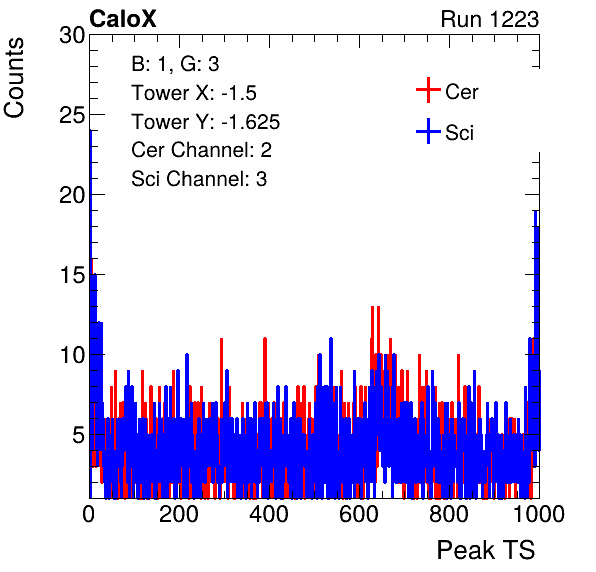 CaloX Run 1223
Counts
30
B: 1, G: 3
Tower X: -1.5
Tower Y: -1.625
Cer Channel: 2
Sci Channel: 3
Cer
Sci
25
20
15
10
5
0 200 400 600 800 1000
Peak TS